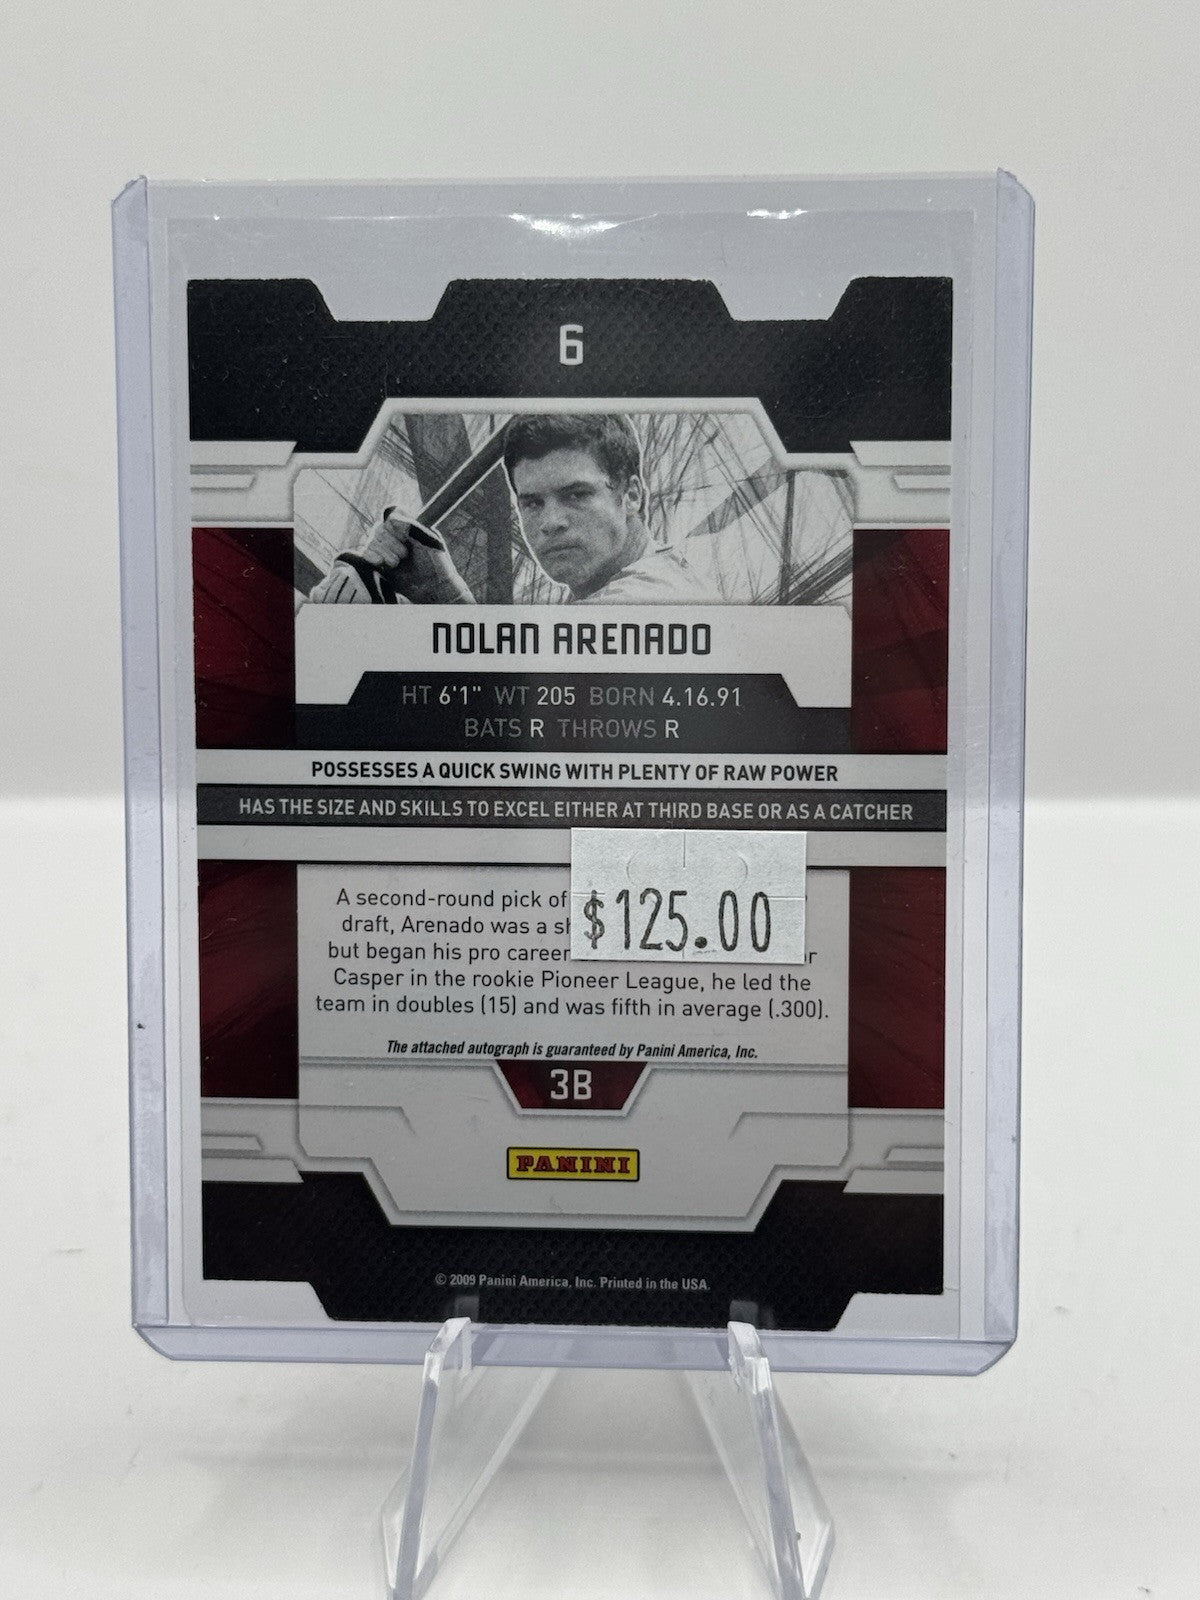 6
NOLAN ARENADO
HT 6'1" WT 205 BORN 4.16.91
BATS R THROWS R
POSSESSES A QUICK SWING WITH PLENTY OF RAW POWER
HAS THE SIZE AND SKILLS TO EXCEL EITHER AT THIRD BASE OR AS A CATCHER
A second-round pick of
draft, Arenado was a
but began his pro career
$125.00
Casper in the rookie Pioneer League, he led the
team in doubles (15) and was fifth in average (.300).
The attached autograph is guaranteed by Panini America, Inc.
3B
PANINI
© 2009 Panini America, Inc. Printed in the USA.